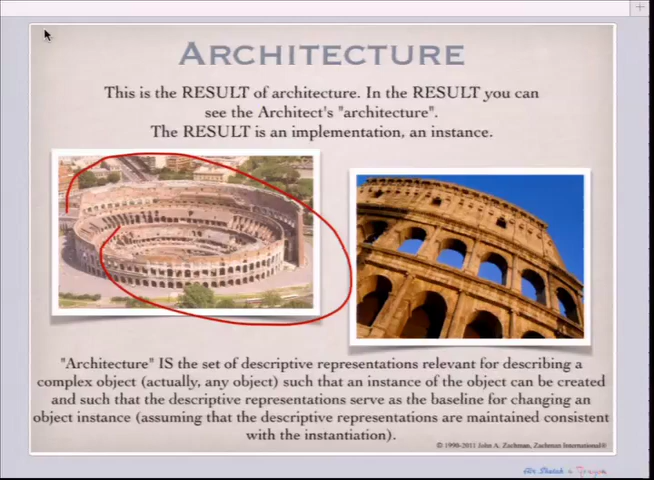 ARCHITECTURE
This is the RESULT of architecture. In the RESULT you can
see the Architect's "architecture".
The RESULT is an implementation, an instance.
"Architecture" IS the set of descriptive representations relevant for describing a
complex object (actually, any object) such that an instance of the object can be created
and such that the descriptive representations serve as the baseline for changing an
object instance (assuming that the descriptive representations are maintained consistent
with the instantiation).
© 1990-2011 John A. Zachman, Zachman International®